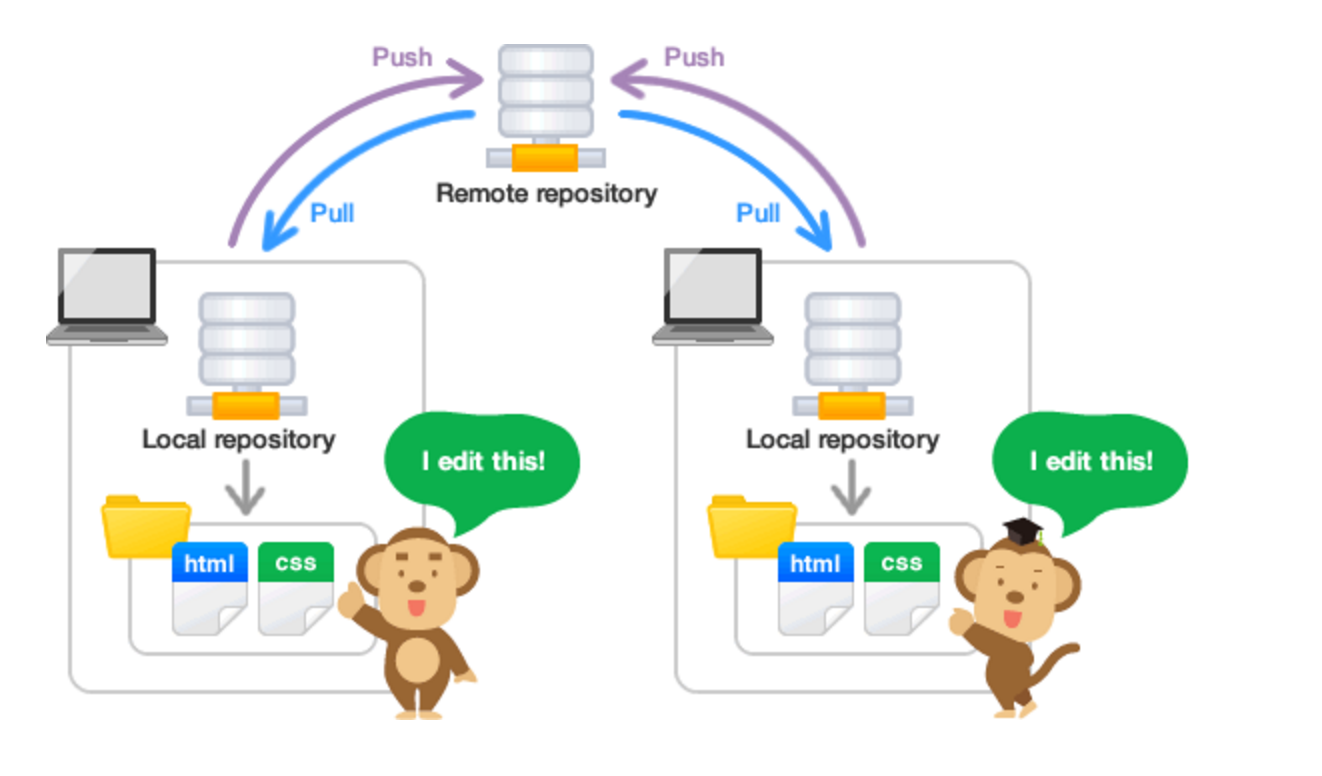 Push
Push
Remote repository
Pull
Pull
Local repository
Local repository
I edit this!
I edit this!
html
css
html
css